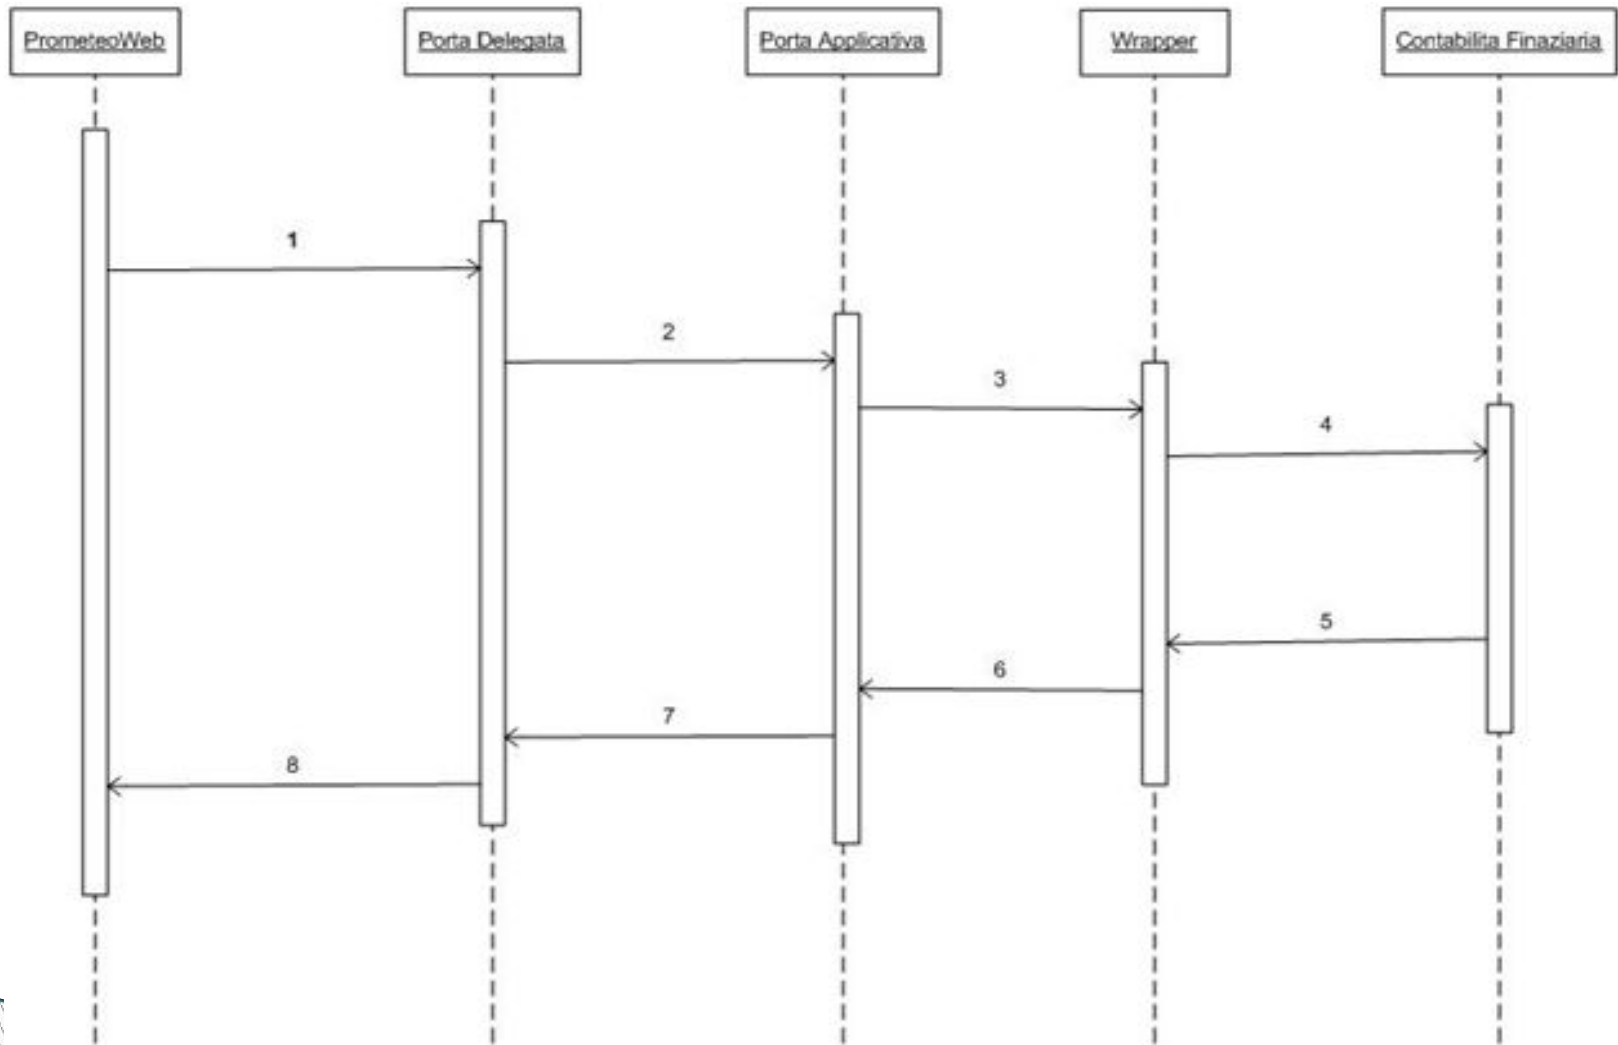 PrometeoWeb
Porta Delegata
Porta Applicativa
Wrapper
Contabilita Finaziaria
1
2
3
4
5
6
7
8